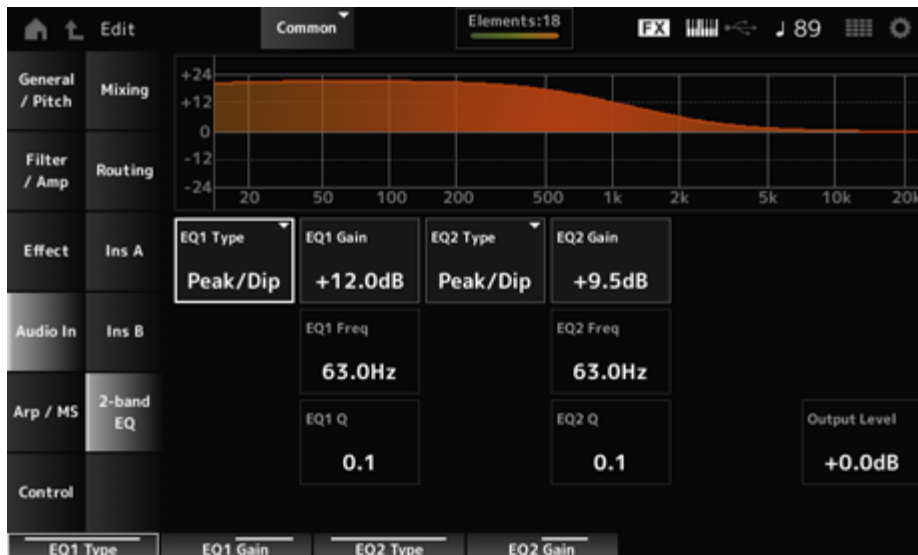 Edit
Common
Elements:18
FX
♩ 89
General
/ Pitch
Mixing
Filter
/ Amp
Routing
Effect
Ins A
Audio In
Ins B
Arp / MS
2-band
EQ
Control
+24
+12
0
-12
-24
20 50 100 200 500 1k 2k 5k 10k 20k
EQ1 Type
Peak/Dip
EQ1 Gain
+12.0dB
EQ2 Type
Peak/Dip
EQ2 Gain
+9.5dB
EQ1 Freq
63.0Hz
EQ2 Freq
63.0Hz
EQ1 Q
0.1
EQ2 Q
0.1
Output Level
+0.0dB
EQ1 Type EQ1 Gain EQ2 Type EQ2 Gain